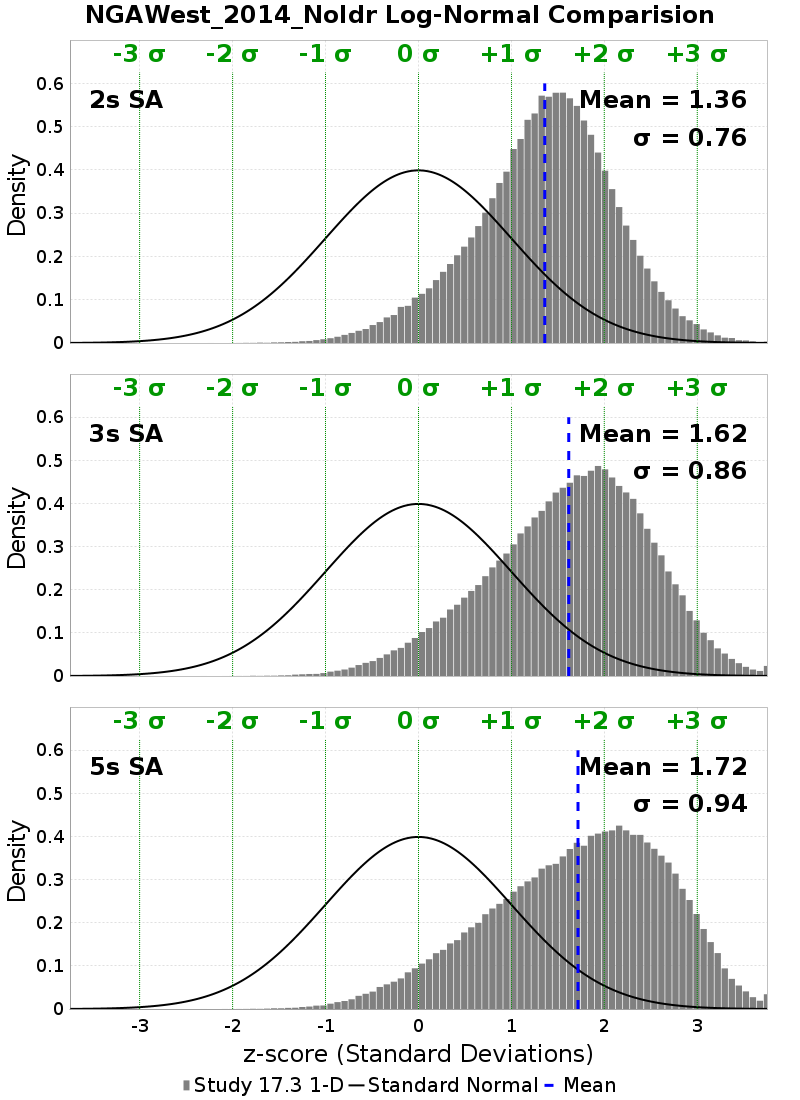 NGAWest_2014_NoIdr Log-Normal Comparision
-3 σ -2 σ -1 σ 0 σ +1 σ +2 σ +3 σ
2s SA
Mean = 1.36
σ = 0.76
0.6
0.5
0.4
0.3
0.2
0.1
0
Density
-3 σ -2 σ -1 σ 0 σ +1 σ +2 σ +3 σ
3s SA
Mean = 1.62
σ = 0.86
0.6
0.5
0.4
0.3
0.2
0.1
0
Density
-3 σ -2 σ -1 σ 0 σ +1 σ +2 σ +3 σ
5s SA
Mean = 1.72
σ = 0.94
0.6
0.5
0.4
0.3
0.2
0.1
0
Density
-3 -2 -1 0 1 2 3
z-score (Standard Deviations)
Study 17.3 1-D Standard Normal Mean